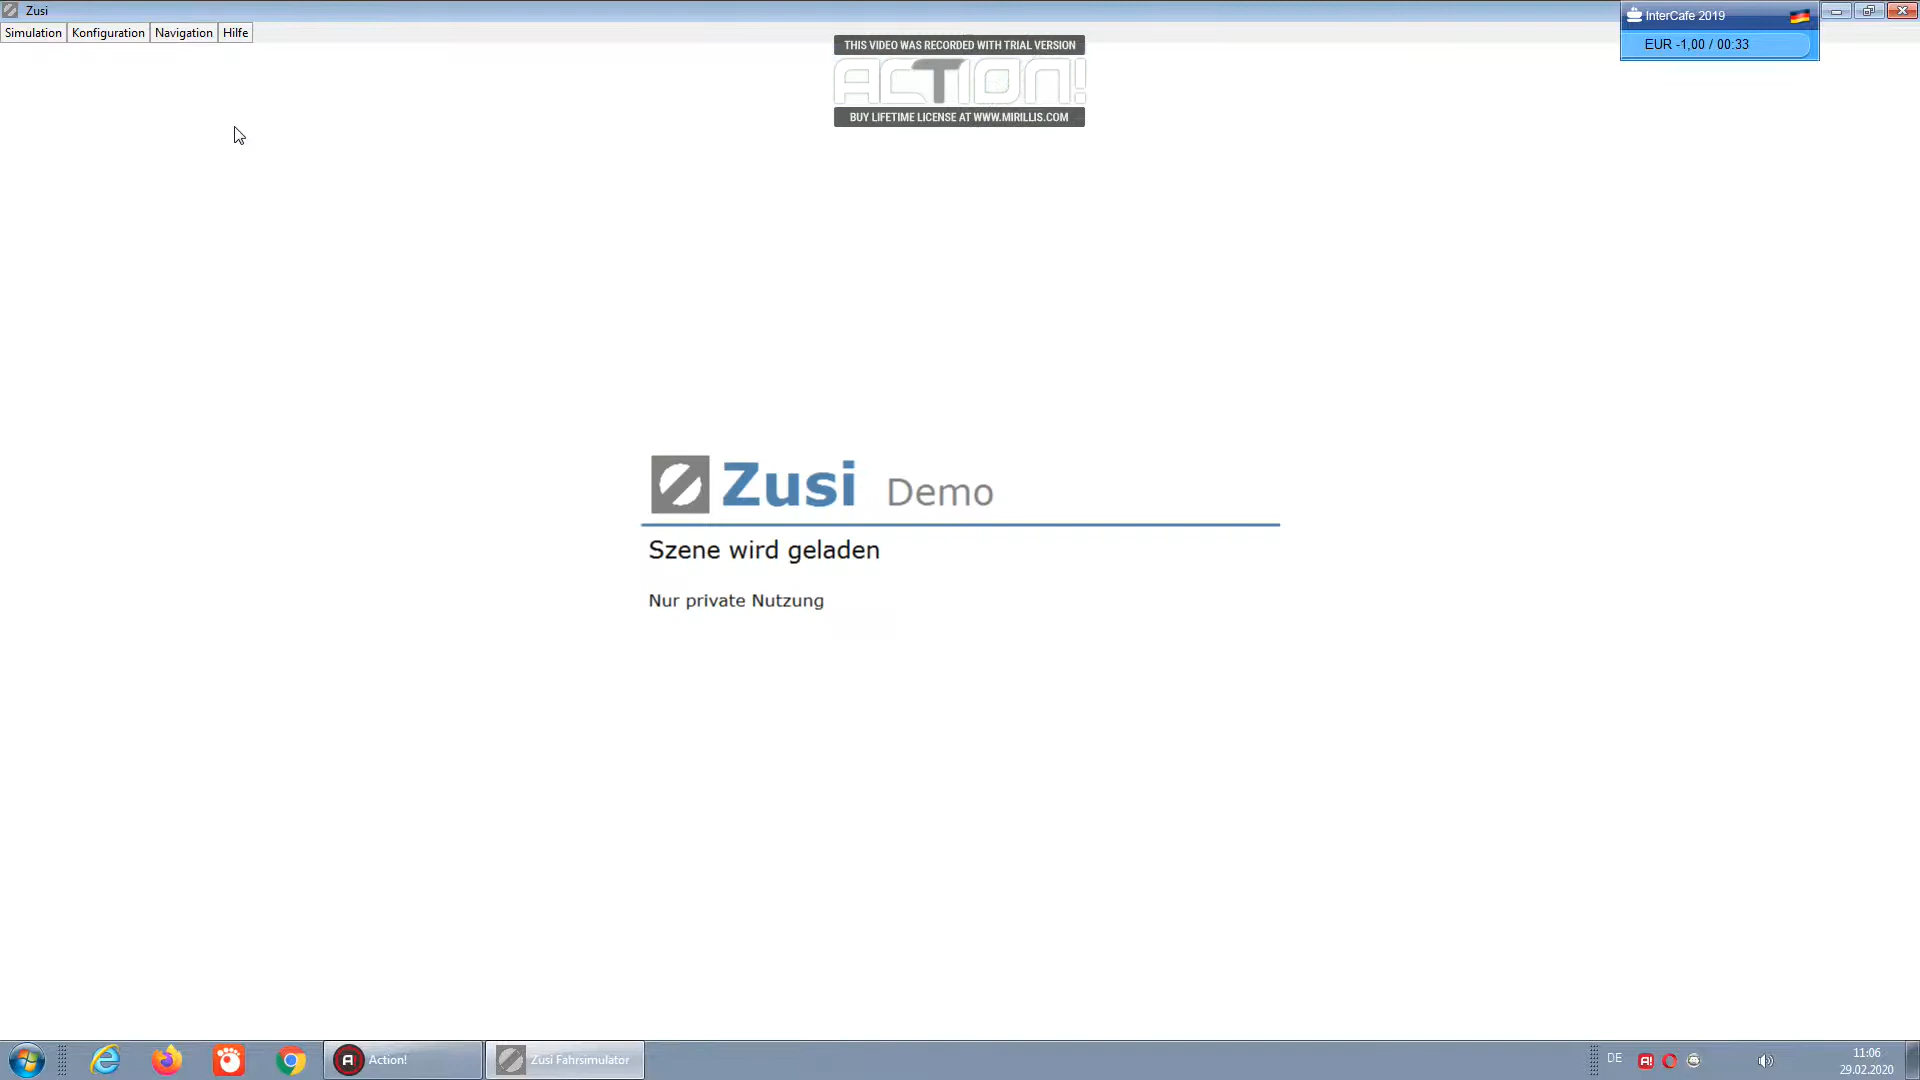 Zusi
Simulation Konfiguration Navigation Hilfe
THIS VIDEO WAS RECORDED WITH TRIAL VERSION
ACTION!
BUY LIFETIME LICENSE AT WWW.MIRILLIS.COM
InterCafe 2019
EUR -1,00 / 00:33
Zusi Demo
Szene wird geladen
Nur private Nutzung
Action!
Zusi Fahrsimulator
DE
11:06
29.02.2020